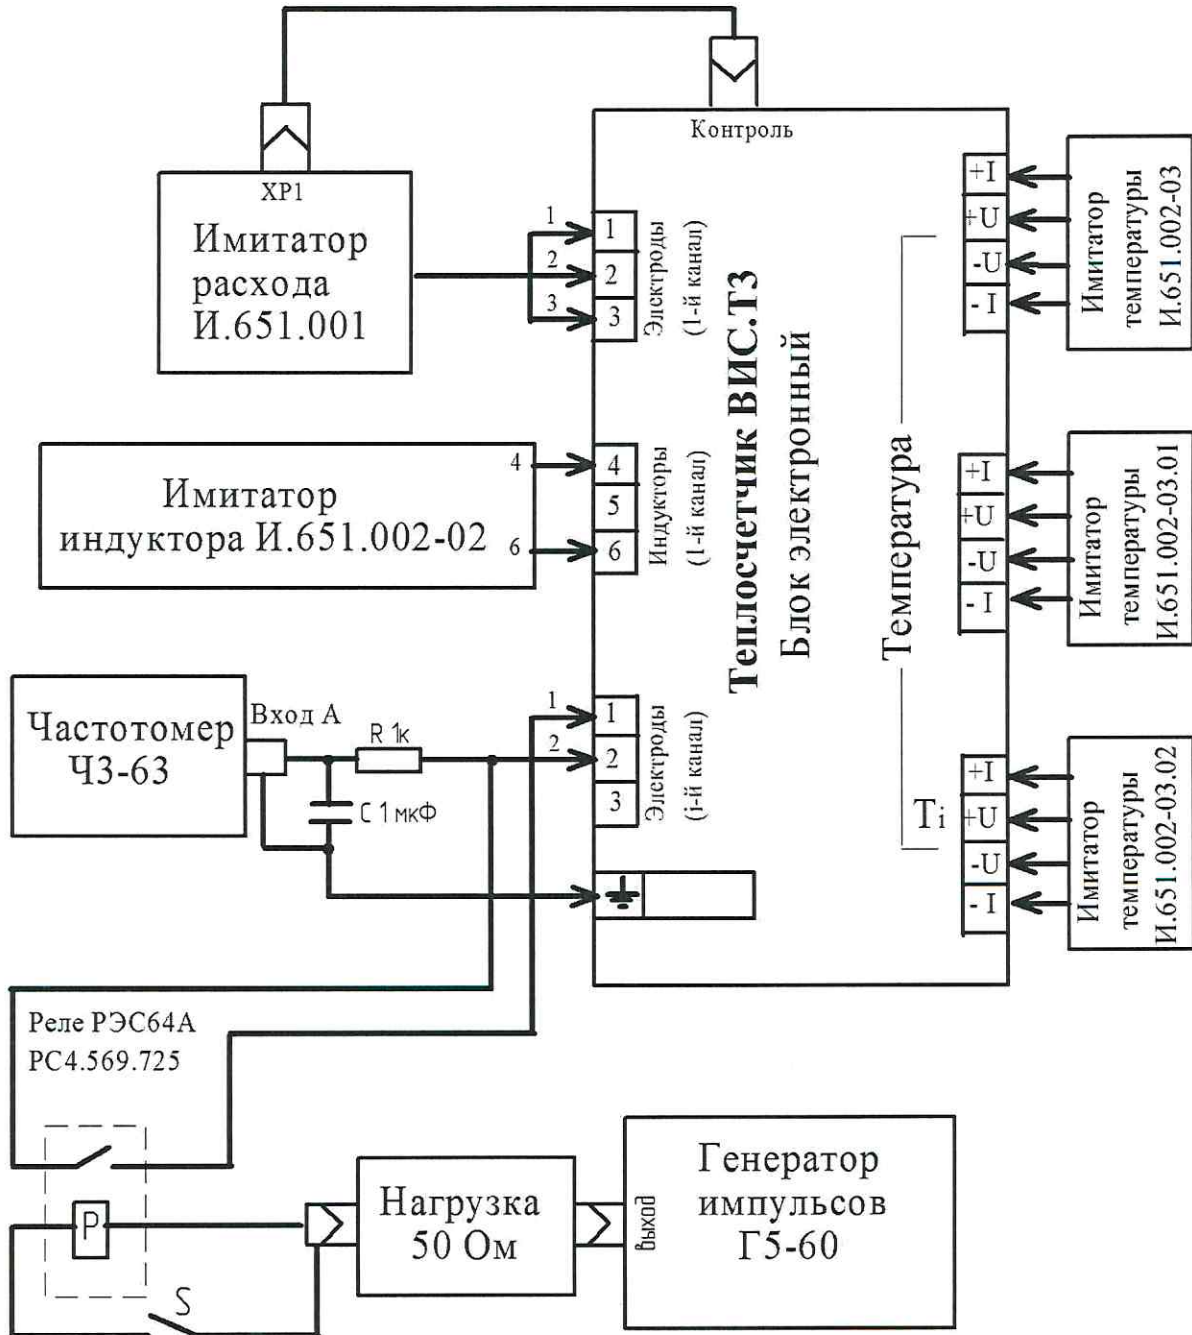 Контроль
ХР1
Имитатор
расхода
И.651.001
1
2
3
1
2
3
Электроды
(1-й канал)
Имитатор
индуктора И.651.002-02
4
6
4
5
6
Индукторы
(1-й канал)
Теплосчетчик ВИС.Т3
Блок электронный
Температура
Ti
+I
+U
-U
- I
Имитатор
температуры
И.651.002-03
+I
+U
-U
- I
Имитатор
температуры
И.651.002-03.01
+I
+U
-U
- I
Имитатор
температуры
И.651.002-03.02
Частотомер
Ч3-63
Вход А
R 1к
С 1 мкФ
1
2
1
2
3
Электроды
(i-й канал)
Реле РЭС64А
РС4.569.725
Р
S
Нагрузка
50 Ом
выход
Генератор
импульсов
Г5-60